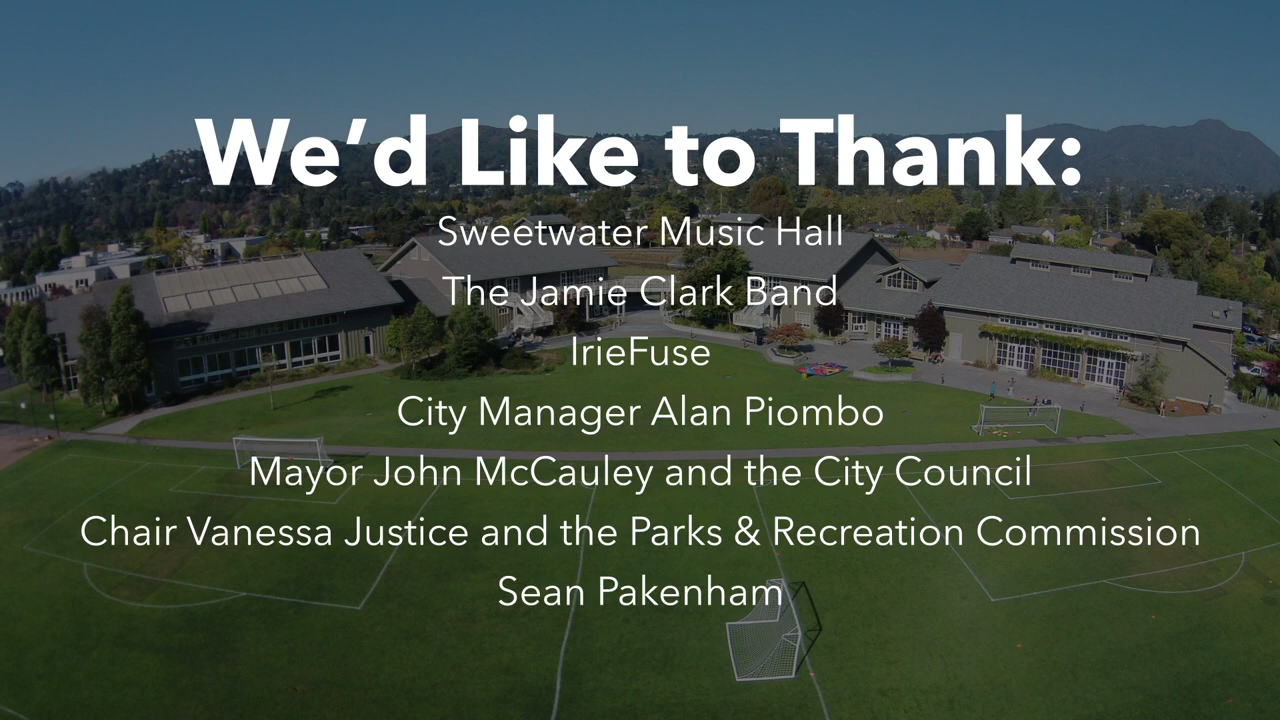 We’d Like to Thank:
Sweetwater Music Hall
The Jamie Clark Band
IrieFuse
City Manager Alan Piombo
Mayor John McCauley and the City Council
Chair Vanessa Justice and the Parks & Recreation Commission
Sean Pakenham